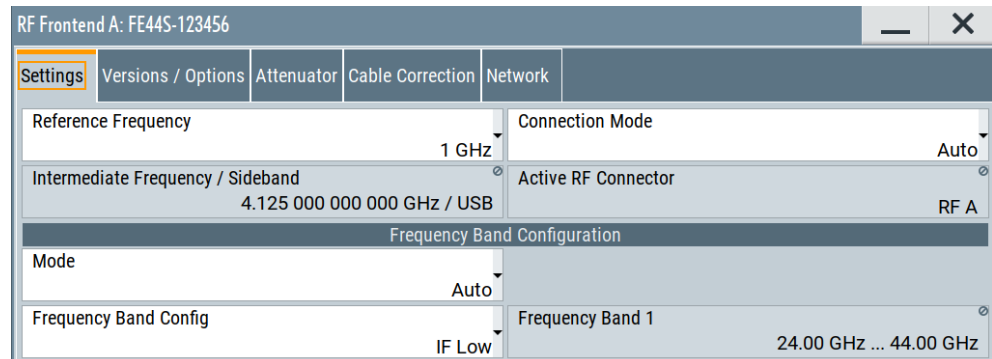 RF Frontend A: FE44S-123456
Settings Versions / Options Attenuator Cable Correction Network
Reference Frequency
1 GHz
Connection Mode
Auto
Intermediate Frequency / Sideband
4.125 000 000 000 GHz / USB
Active RF Connector
RF A
Frequency Band Configuration
Mode
Auto
Frequency Band Config
IF Low
Frequency Band 1
24.00 GHz ... 44.00 GHz